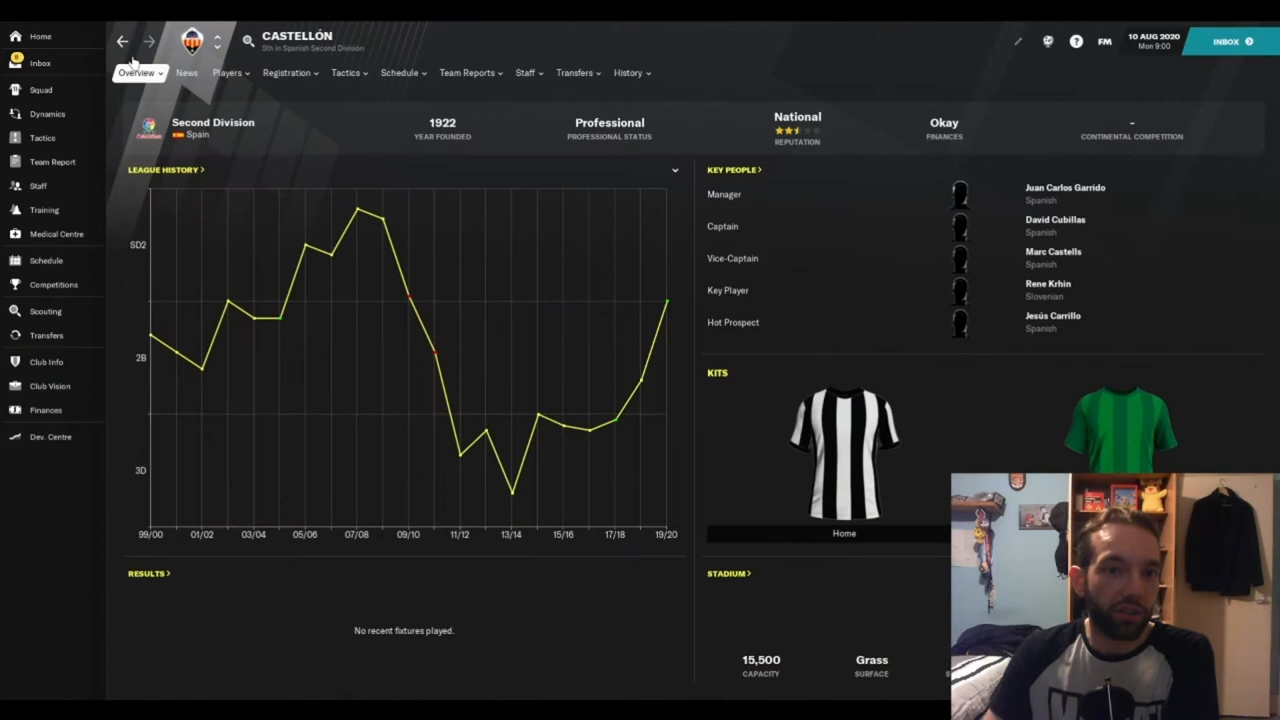 Home
Inbox
Squad
Dynamics
Tactics
Team Report
Staff
Training
Medical Centre
Schedule
Competitions
Scouting
Transfers
Club Info
Club Vision
Finances
Dev. Centre
CASTELLÓN
5th in Spanish Second Division
FM
10 AUG 2020
Mon 9:00
INBOX
Overview
News
Players
Registration
Tactics
Schedule
Team Reports
Staff
Transfers
History
Second Division
Spain
1922
YEAR FOUNDED
Professional
PROFESSIONAL STATUS
National
REPUTATION
Okay
FINANCES
-
CONTINENTAL COMPETITION
LEAGUE HISTORY >
SD2
2B
3D
99/00 01/02 03/04 05/06 07/08 09/10 11/12 13/14 15/16 17/18 19/20
RESULTS >
No recent fixtures played.
KEY PEOPLE >
Manager
Juan Carlos Garrido
Spanish
Captain
David Cubillas
Spanish
Vice-Captain
Marc Castells
Spanish
Key Player
Rene Krhin
Slovenian
Hot Prospect
Jesús Carrillo
Spanish
KITS
Home
STADIUM >
15,500
CAPACITY
Grass
SURFACE